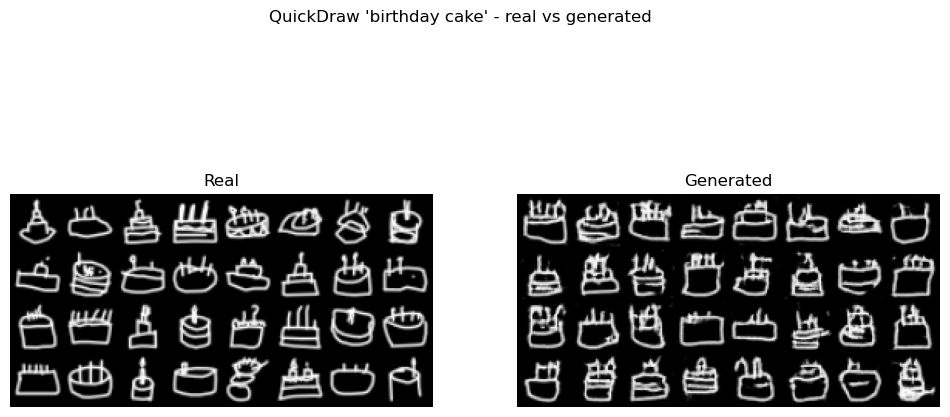 QuickDraw 'birthday cake' - real vs generated
Real
Generated